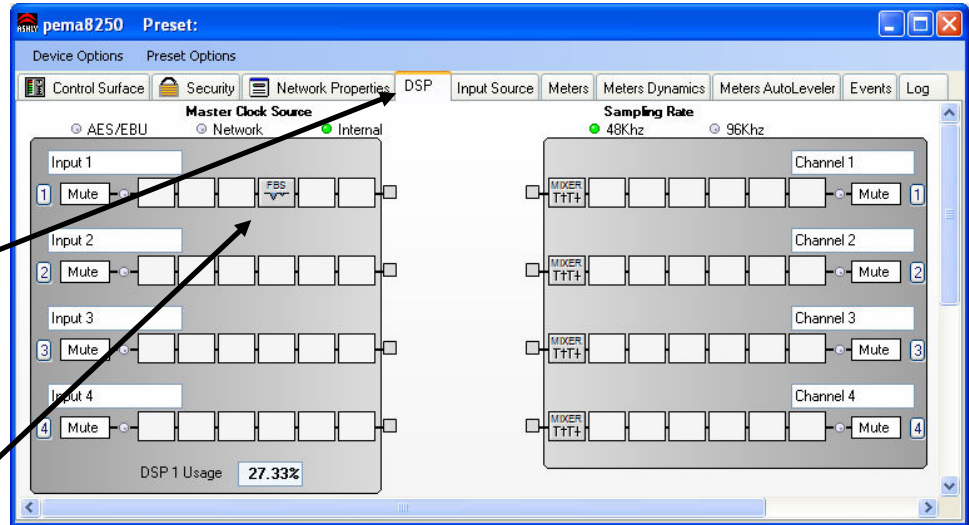 ASHLY pema8250 Preset:
Device Options Preset Options
Control Surface Security Network Properties DSP Input Source Meters Meters Dynamics Meters AutoLeveler Events Log
Master Clock Source Sampling Rate
AES/EBU Network Internal 48Khz 96Khz
Input 1 Channel 1
1 Mute FBS MIXER Mute 1
Input 2 Channel 2
2 Mute MIXER Mute 2
Input 3 Channel 3
3 Mute MIXER Mute 3
Input 4 Channel 4
4 Mute MIXER Mute 4
DSP 1 Usage 27.33%